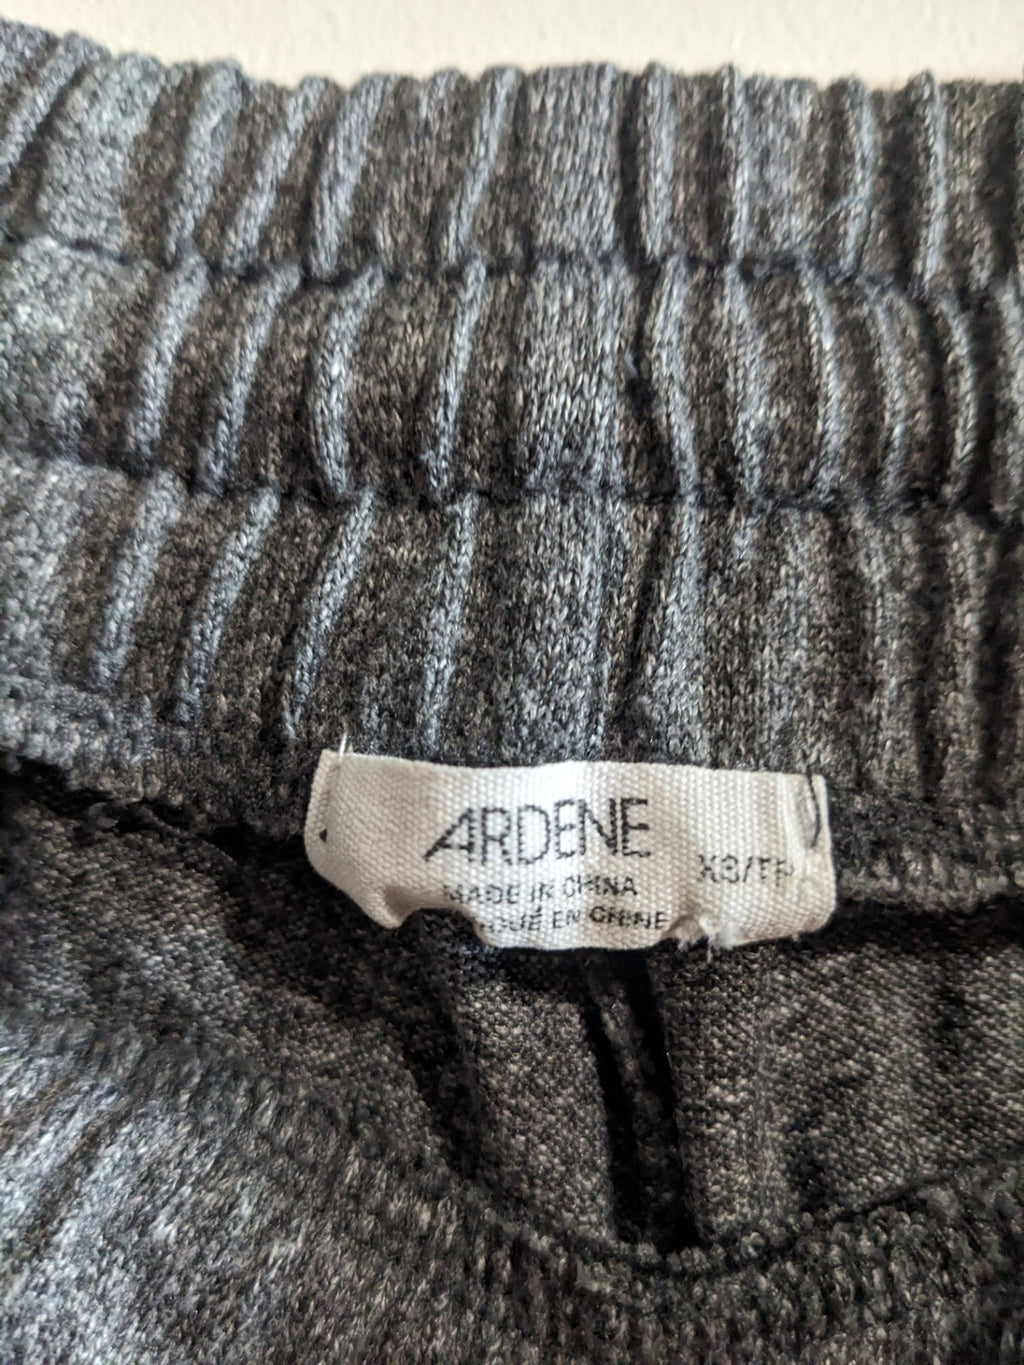 ARDENE
XS/TP
MADE IN CHINA
EN CHINE